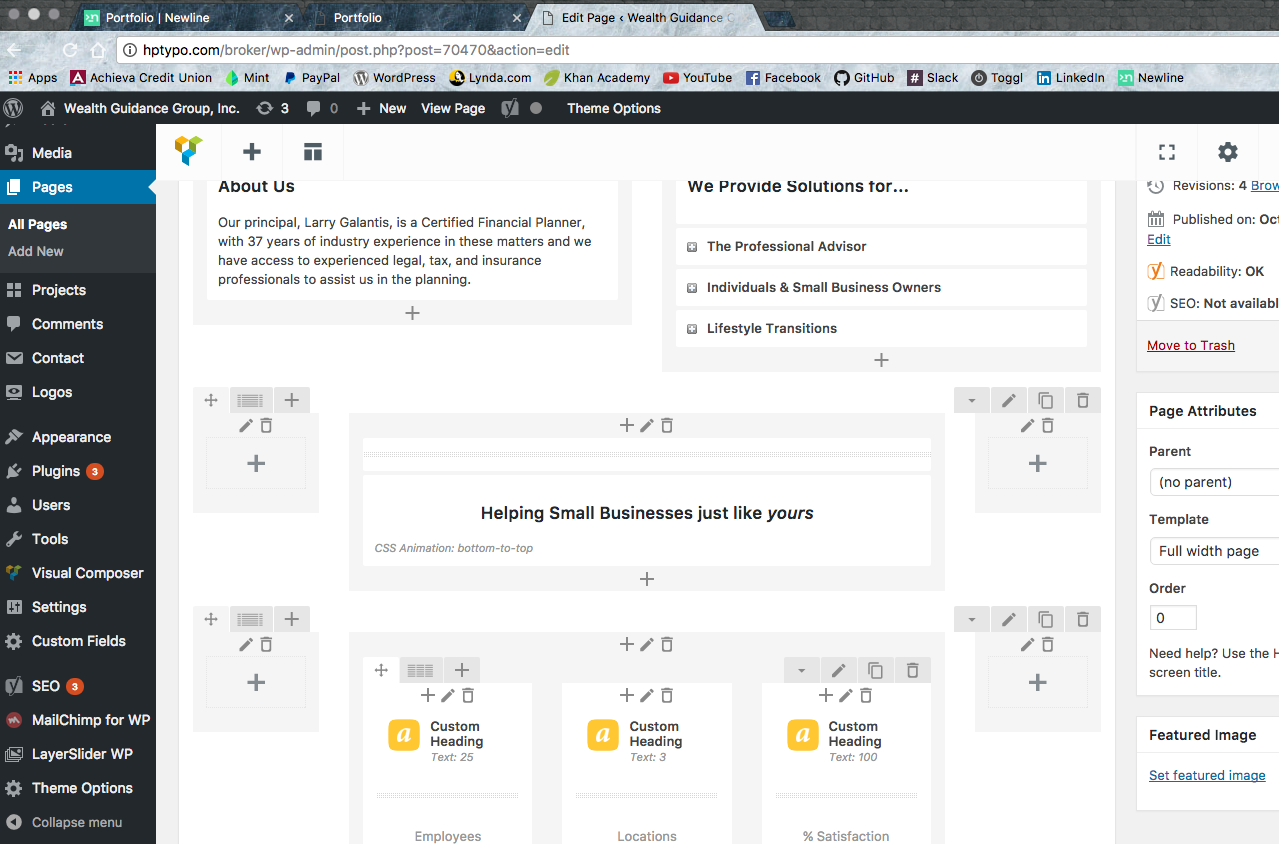 Portfolio | Newline
Portfolio
Edit Page ‹ Wealth Guidance
hptypo.com/broker/wp-admin/post.php?post=70470&action=edit
Apps
Achieva Credit Union
Mint
PayPal
WordPress
Lynda.com
Khan Academy
YouTube
Facebook
GitHub
Slack
Toggl
LinkedIn
Newline
Wealth Guidance Group, Inc.
3
0
New
View Page
Theme Options
Media
Pages
All Pages
Add New
Projects
Comments
Contact
Logos
Appearance
Plugins 3
Users
Tools
Visual Composer
Settings
Custom Fields
SEO 3
MailChimp for WP
LayerSlider WP
Theme Options
Collapse menu
About Us
Our principal, Larry Galantis, is a Certified Financial Planner,
with 37 years of industry experience in these matters and we
have access to experienced legal, tax, and insurance
professionals to assist us in the planning.
We Provide Solutions for...
The Professional Advisor
Individuals & Small Business Owners
Lifestyle Transitions
Helping Small Businesses just like yours
CSS Animation: bottom-to-top
a
Custom
Heading
Text: 25
Employees
a
Custom
Heading
Text: 3
Locations
a
Custom
Heading
Text: 100
% Satisfaction
Revisions: 4 Brow
Published on: Oct
Edit
Readability: OK
SEO: Not availabl
Move to Trash
Page Attributes
Parent
(no parent)
Template
Full width page
Order
0
Need help? Use the H
screen title.
Featured Image
Set featured image